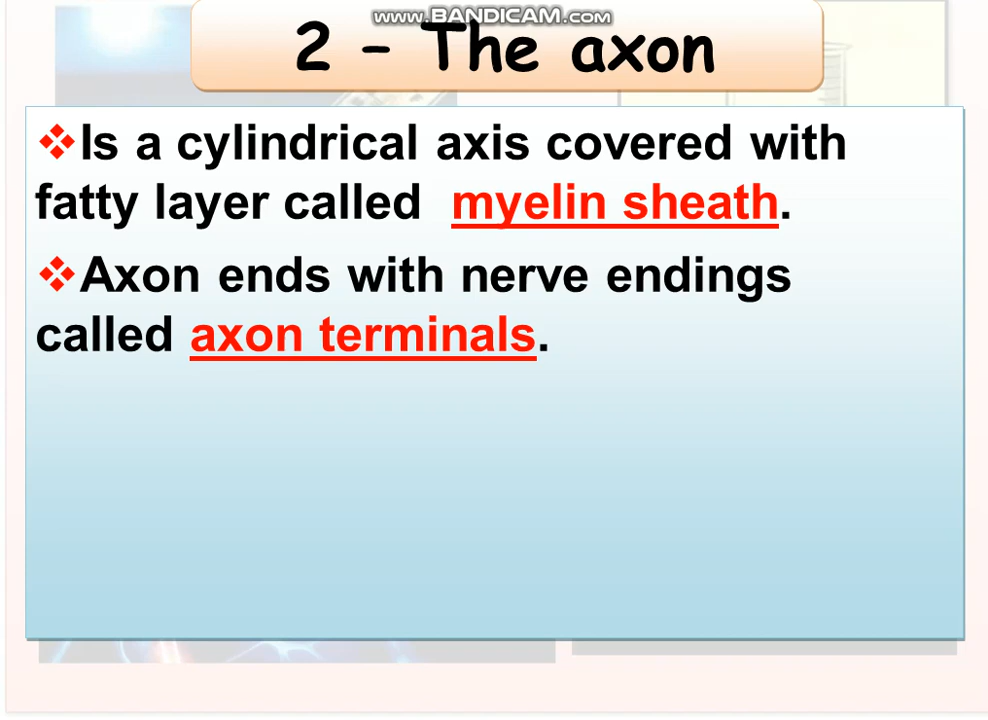 www.BANDICAM.com
2 – The axon
❖Is a cylindrical axis covered with
fatty layer called myelin sheath.
❖Axon ends with nerve endings
called axon terminals.